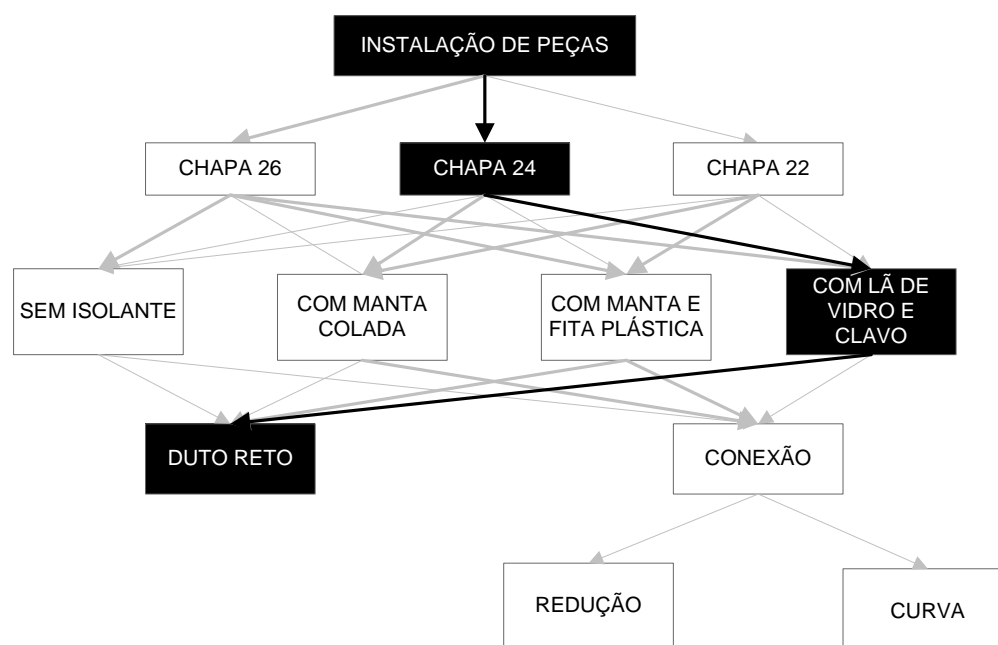 INSTALAÇÃO DE PEÇAS
CHAPA 26
CHAPA 24
CHAPA 22
SEM ISOLANTE
COM MANTA
COLADA
COM MANTA E
FITA PLÁSTICA
COM LÃ DE
VIDRO E
CLAVO
DUTO RETO
CONEXÃO
REDUÇÃO
CURVA